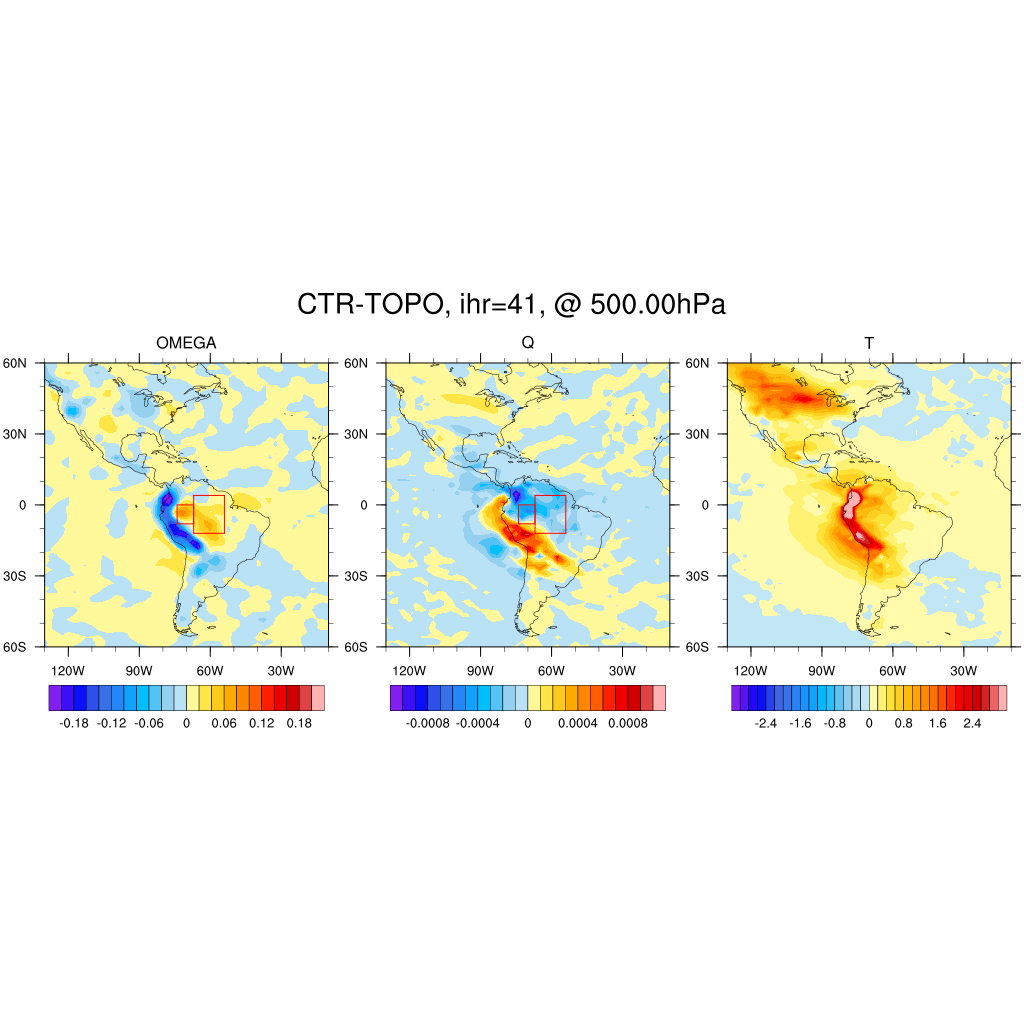 CTR-TOPO, ihr=41, @ 500.00hPa
OMEGA
Q
T
60N
30N
0
30S
60S
120W 90W 60W 30W
60N
30N
0
30S
60S
120W 90W 60W 30W
60N
30N
0
30S
60S
120W 90W 60W 30W
-0.18 -0.12 -0.06 0 0.06 0.12 0.18
-0.0008 -0.0004 0 0.0004 0.0008
-2.4 -1.6 -0.8 0 0.8 1.6 2.4